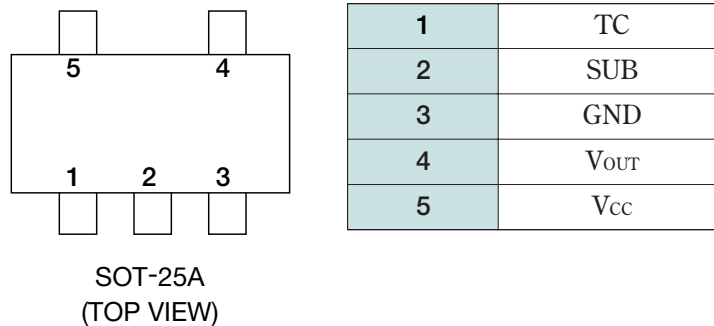 5 4
1 2 3
SOT-25A
(TOP VIEW)
1 TC
2 SUB
3 GND
4 VOUT
5 VCC